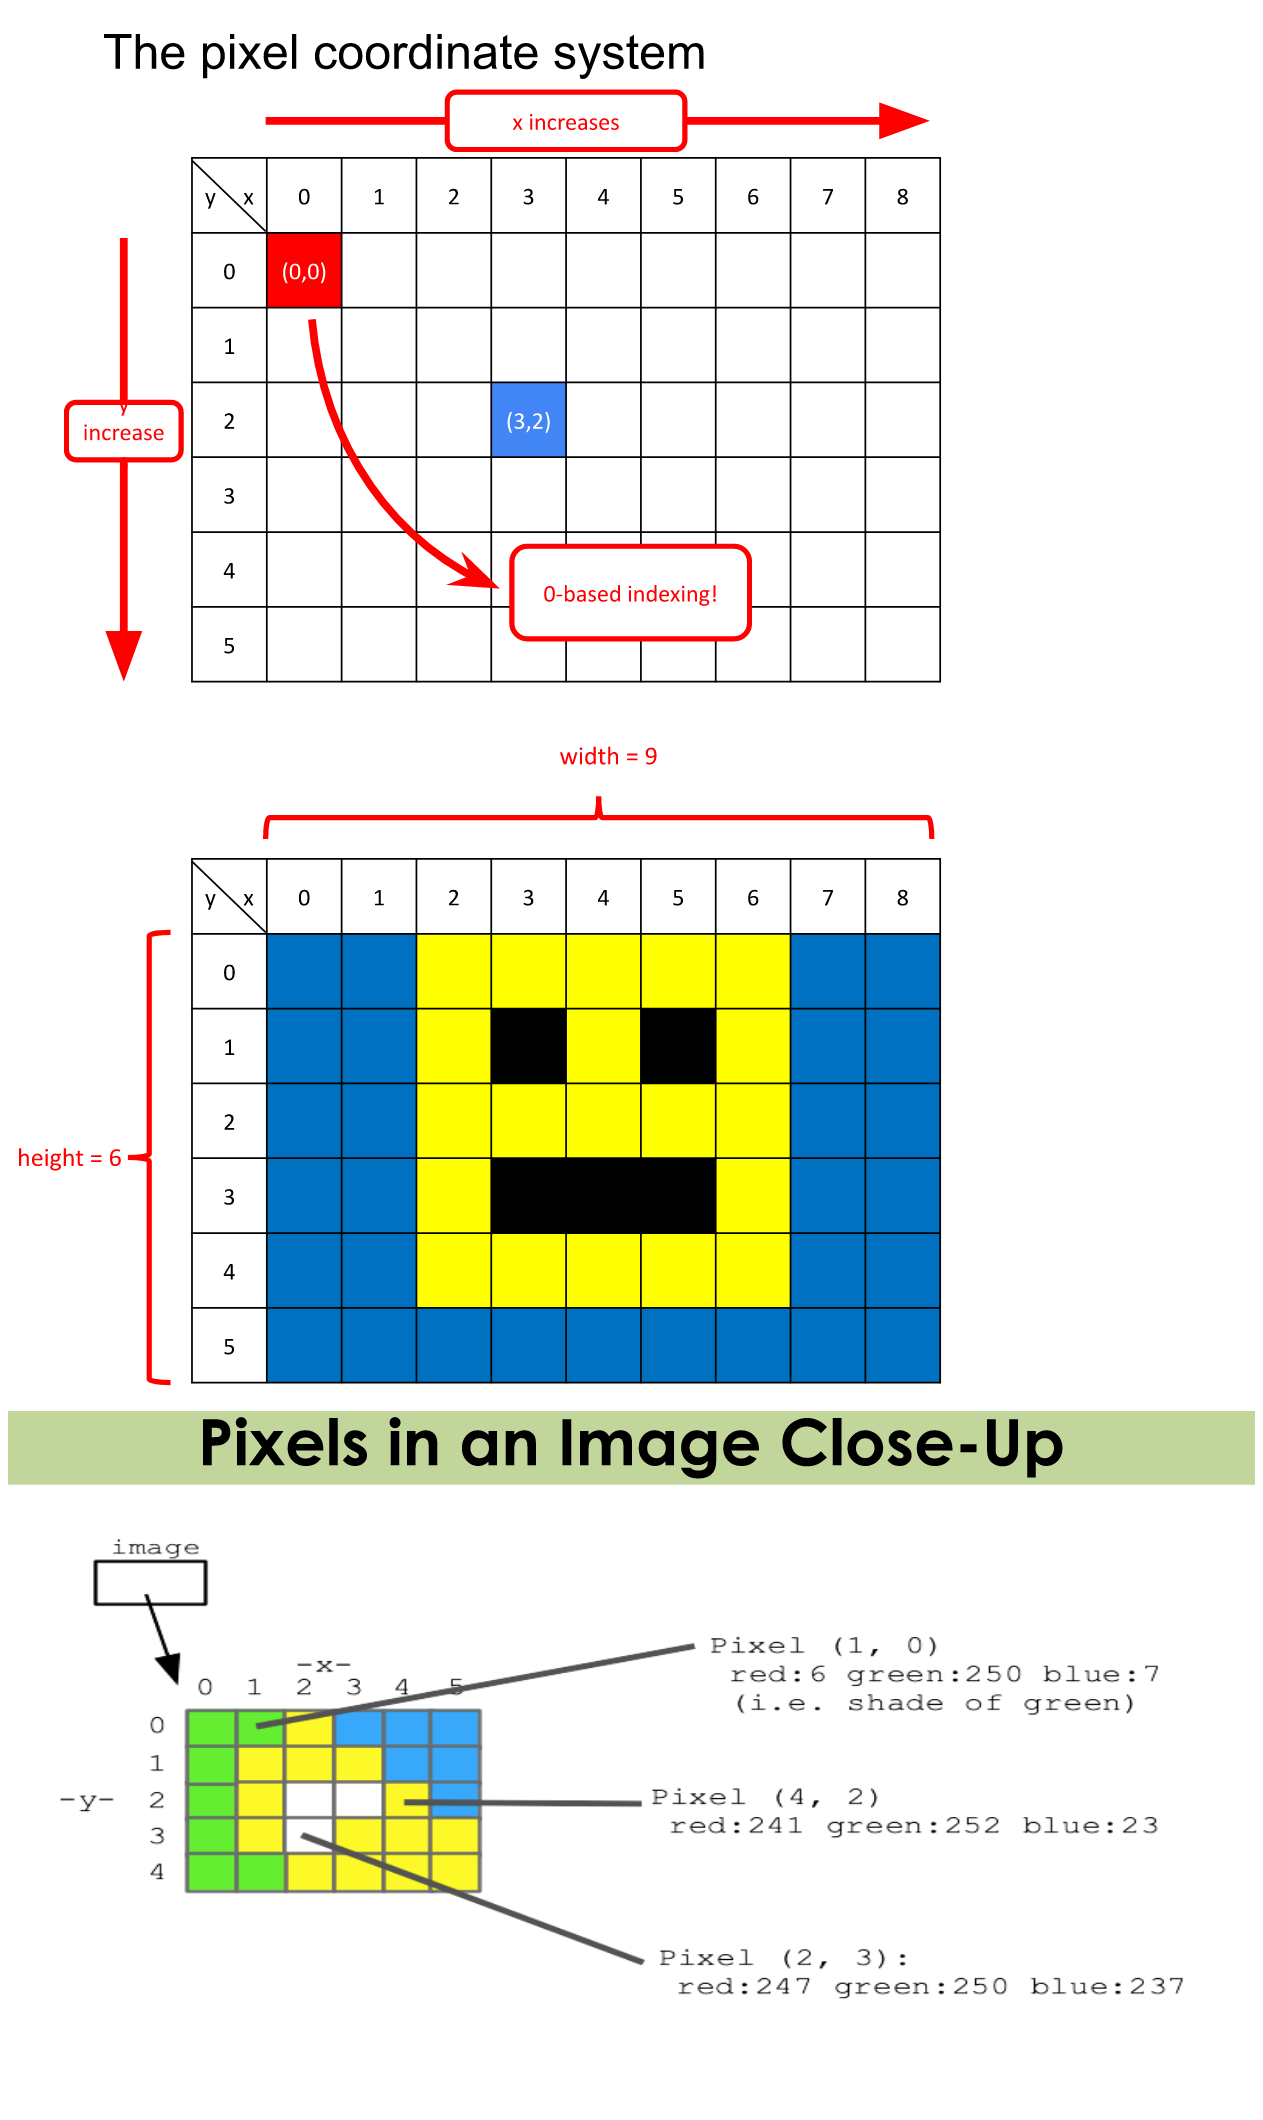 The pixel coordinate system
x increases
y x 0 1 2 3 4 5 6 7 8
0 (0,0)
1
y
increase
2 (3,2)
3
4
0-based indexing!
5
width = 9
y x 0 1 2 3 4 5 6 7 8
0
1
2
height = 6
3
4
5
Pixels in an Image Close-Up
image
Pixel (1, 0)
red:6 green:250 blue:7
(i.e. shade of green)
-x-
0 1 2 3 4 5
0
1
-y- 2
3
4
Pixel (4, 2)
red:241 green:252 blue:23
Pixel (2, 3):
red:247 green:250 blue:237